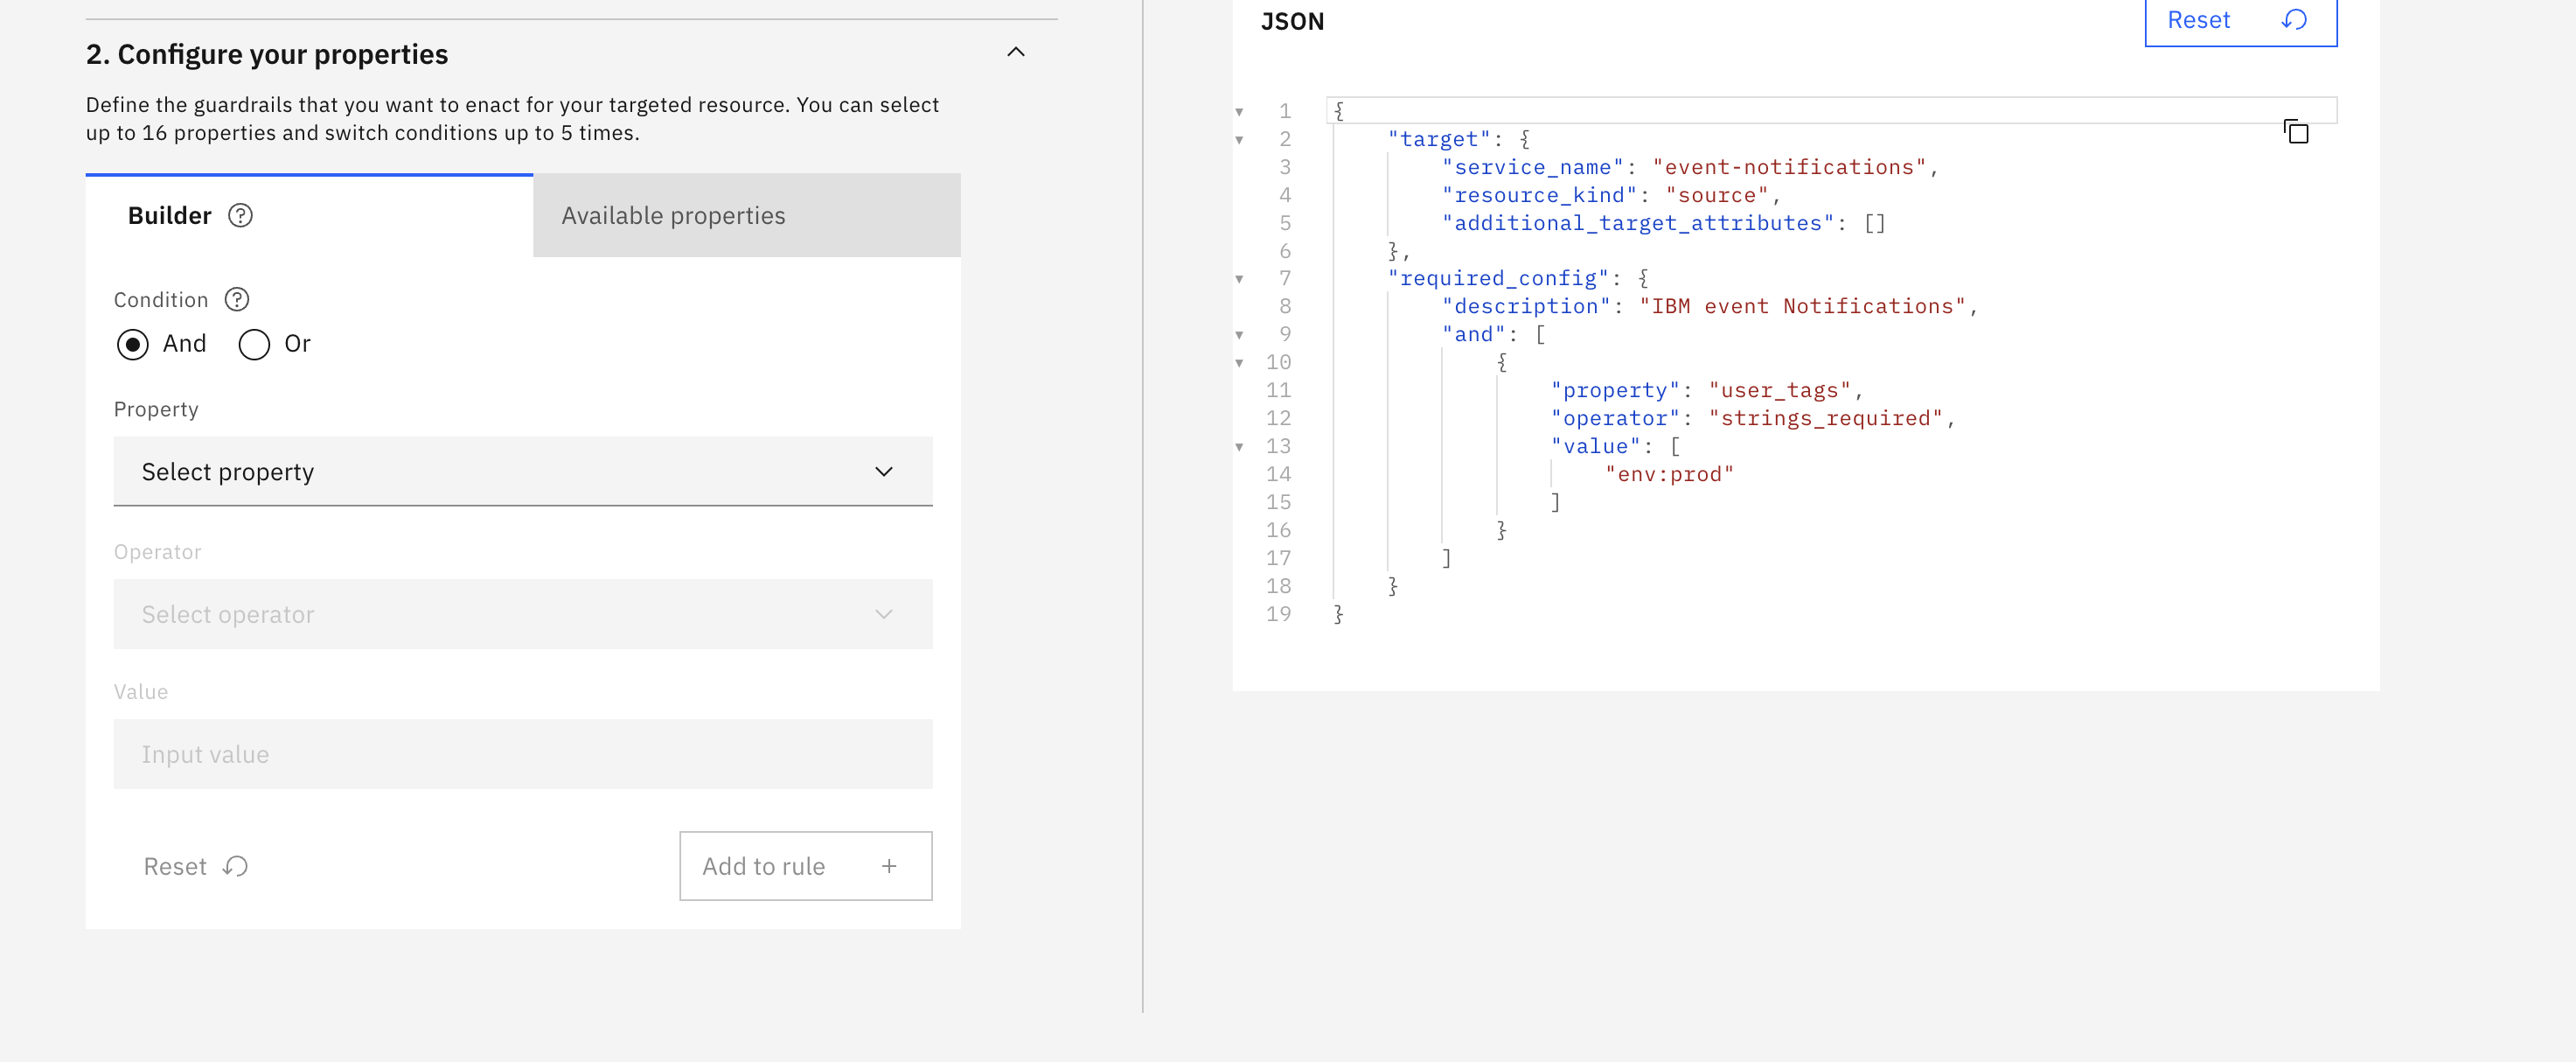 2. Configure your properties
Define the guardrails that you want to enact for your targeted resource. You can select
up to 16 properties and switch conditions up to 5 times.
Builder
Available properties
Condition
And
Or
Property
Select property
Operator
Select operator
Value
Input value
Reset
Add to rule +
JSON
Reset
1 {
2 "target": {
3 "service_name": "event-notifications",
4 "resource_kind": "source",
5 "additional_target_attributes": []
6 },
7 "required_config": {
8 "description": "IBM event Notifications",
9 "and": [
10 {
11 "property": "user_tags",
12 "operator": "strings_required",
13 "value": [
14 "env:prod"
15 ]
16 }
17 ]
18 }
19 }